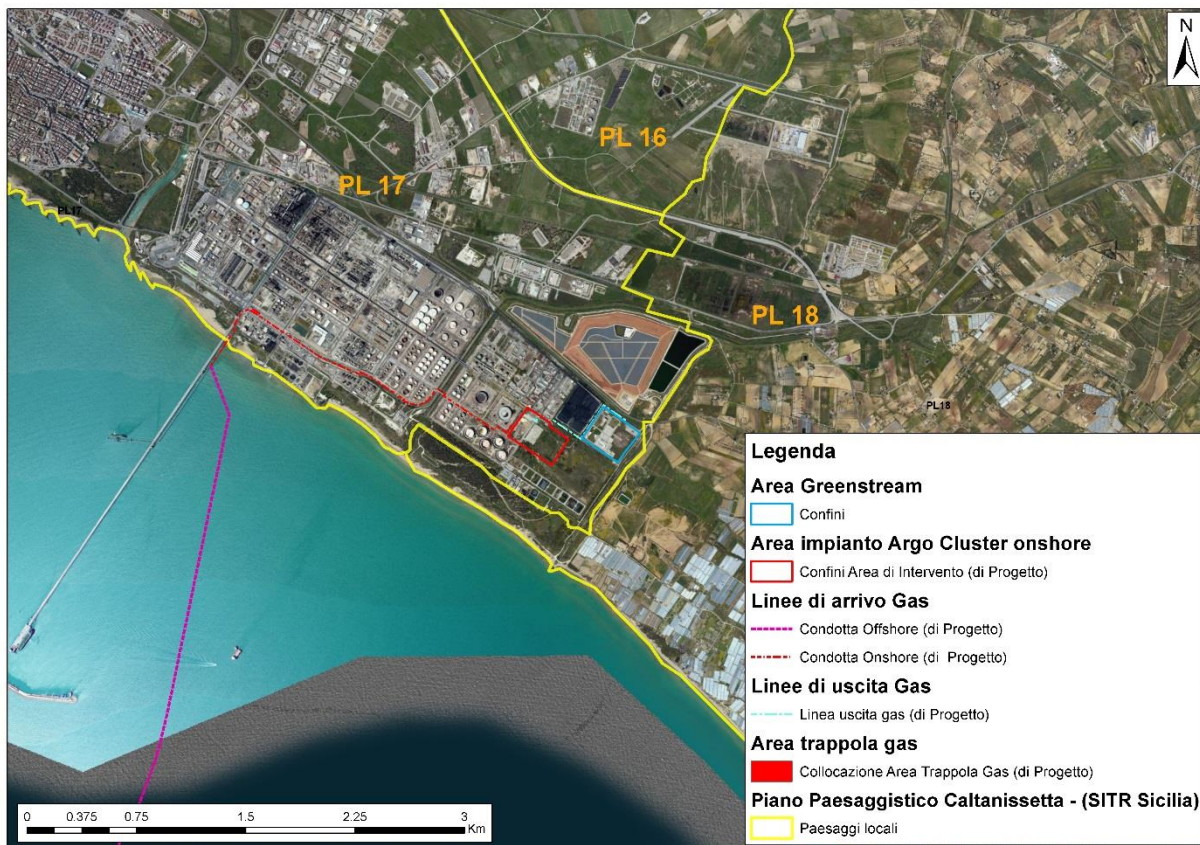 N
PL 16
PL 17
PL17
PL 18
PL18
Legenda
Area Greenstream
Confini
Area impianto Argo Cluster onshore
Confini Area di Intervento (di Progetto)
Linee di arrivo Gas
Condotta Offshore (di Progetto)
Condotta Onshore (di Progetto)
Linee di uscita Gas
Linea uscita gas (di Progetto)
Area trappola gas
Collocazione Area Trappola Gas (di Progetto)
Piano Paesaggistico Caltanissetta - (SITR Sicilia)
Paesaggi locali
0 0.375 0.75 1.5 2.25 3
Km